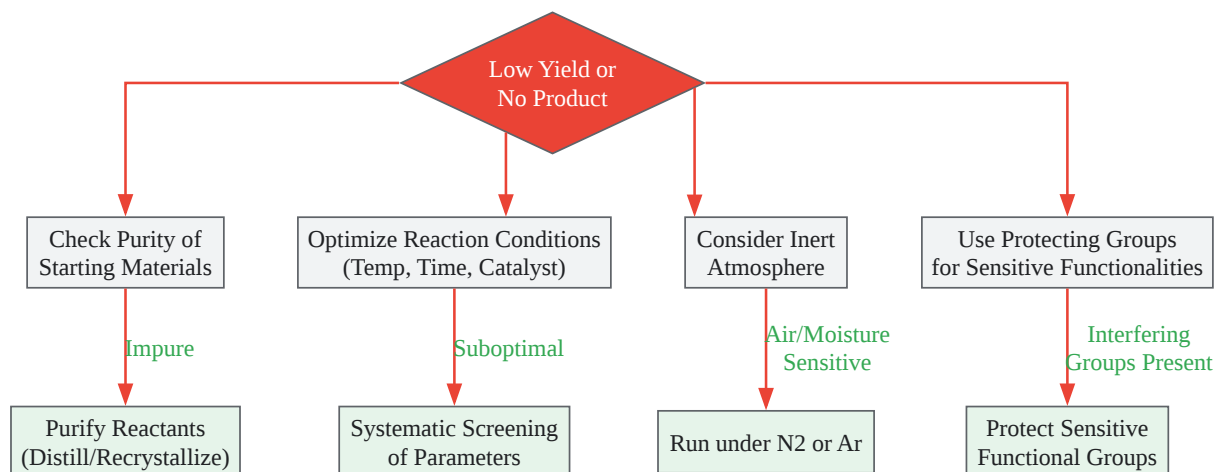 Low Yield or
No Product
Check Purity of
Starting Materials
Optimize Reaction Conditions
(Temp, Time, Catalyst)
Consider Inert
Atmosphere
Use Protecting Groups
for Sensitive Functionalities
Impure
Suboptimal
Air/Moisture
Sensitive
Interfering
Groups Present
Purify Reactants
(Distill/Recrystallize)
Systematic Screening
of Parameters
Run under N2 or Ar
Protect Sensitive
Functional Groups